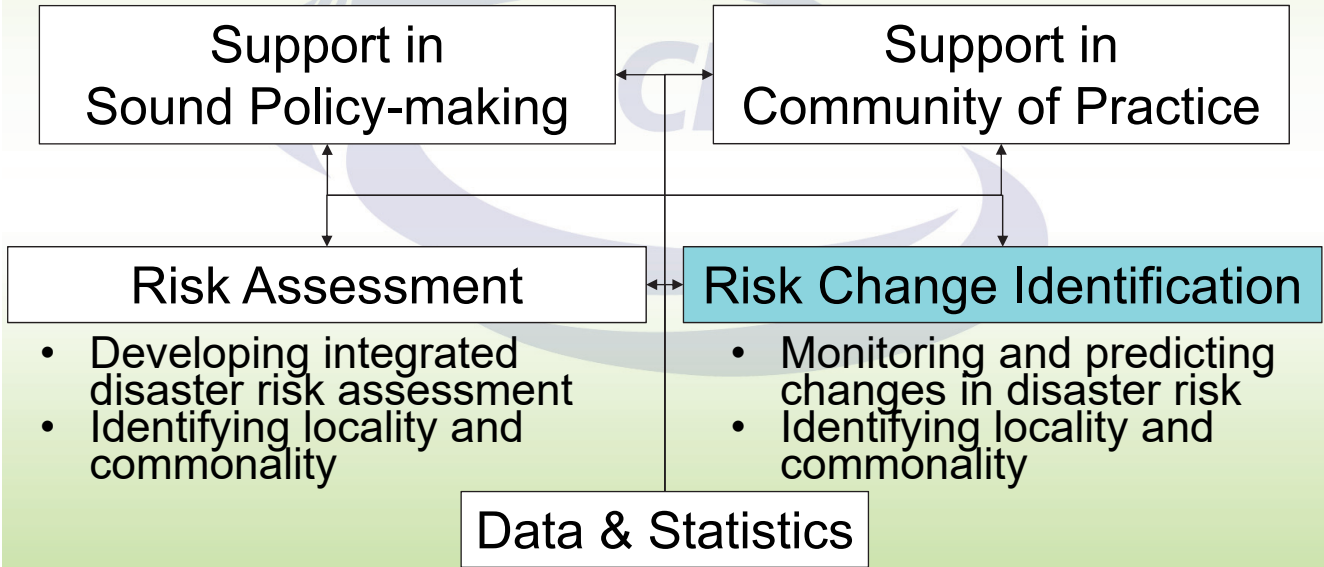 Support in
Sound Policy-making
Support in
Community of Practice
Risk Assessment
Risk Change Identification
• Developing integrated
disaster risk assessment
• Identifying locality and
commonality
• Monitoring and predicting
changes in disaster risk
• Identifying locality and
commonality
Data & Statistics